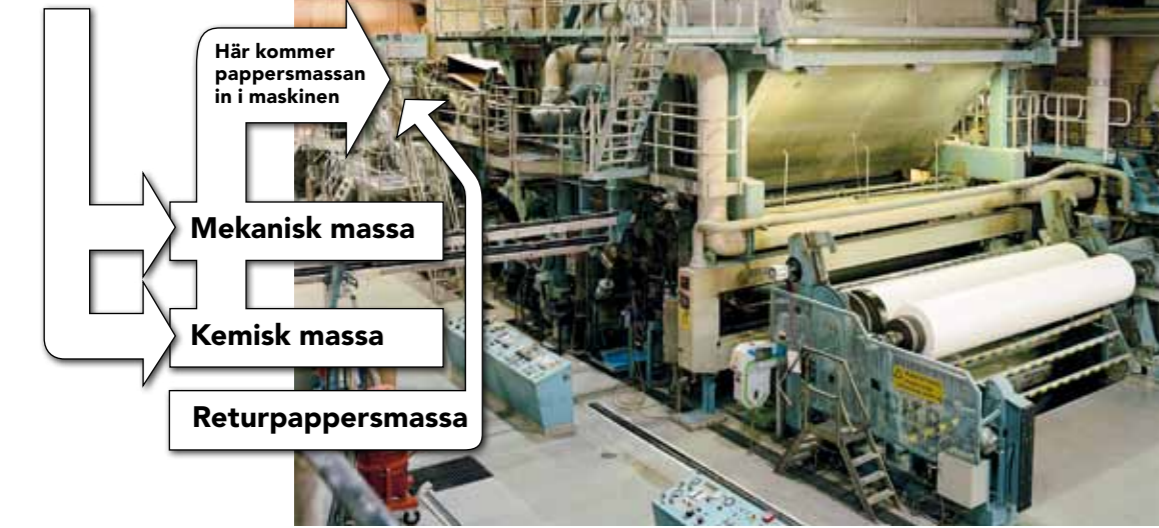 Här kommer
pappersmassan
in i maskinen
Mekanisk massa
Kemisk massa
Returpappersmassa